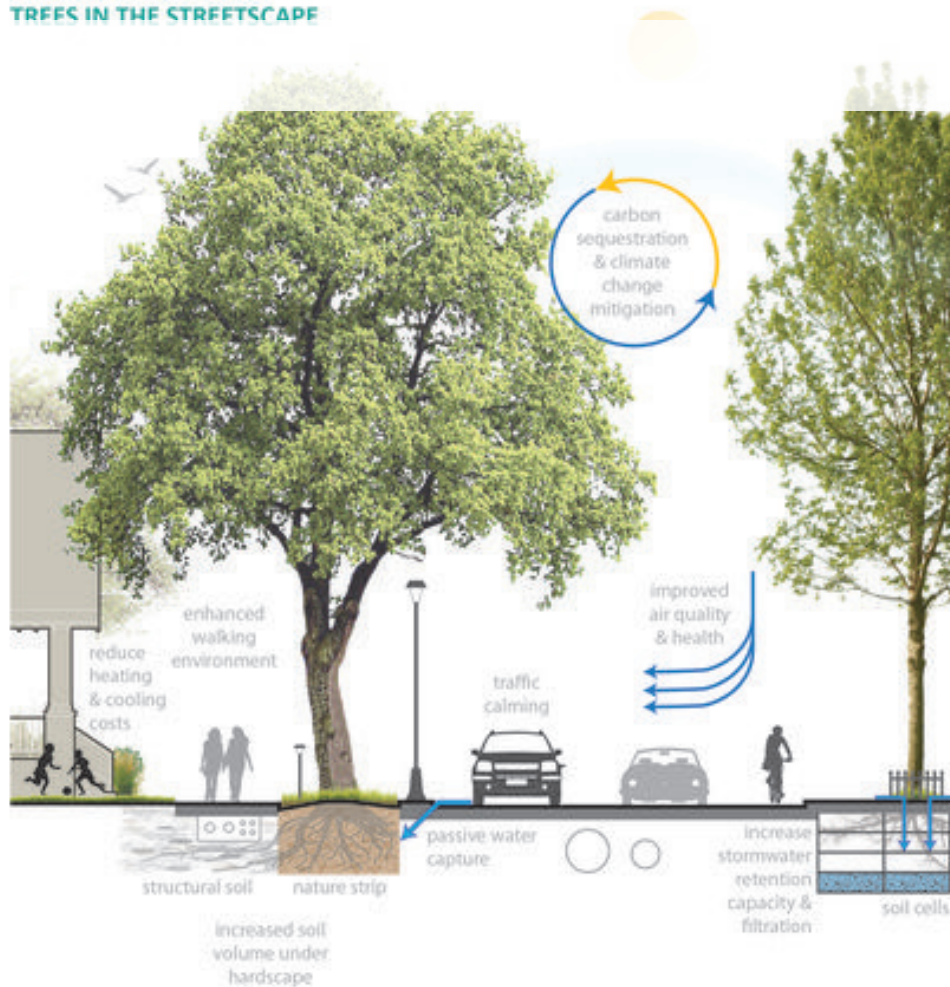 TREES IN THE STREETSCAPE
carbon
sequestration
& climate
change
mitigation
improved
air quality
& health
enhanced
walking
environment
reduce
heating
& cooling
costs
traffic
calming
passive water
capture
increase
stormwater
retention
capacity &
filtration
structural soil
nature strip
soil cells
increased soil
volume under
hardscape